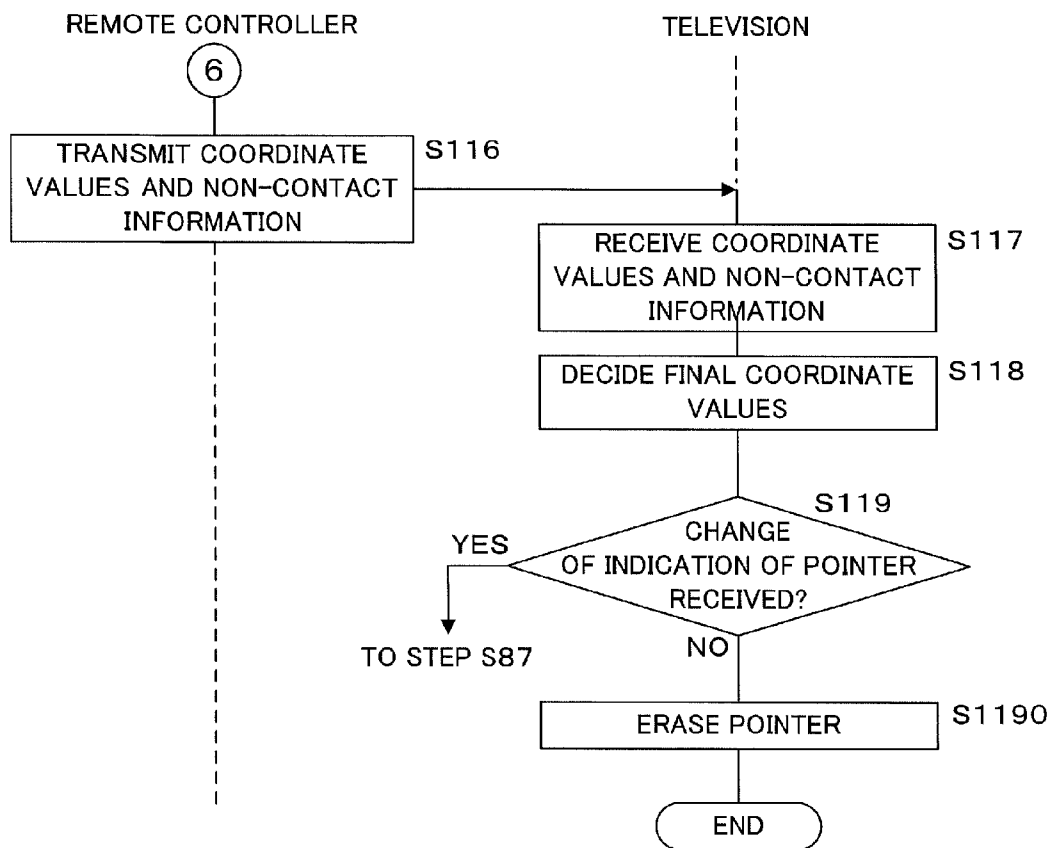 REMOTE CONTROLLER
TELEVISION
6
TRANSMIT COORDINATE
VALUES AND NON-CONTACT
INFORMATION
S116
RECEIVE COORDINATE
VALUES AND NON-CONTACT
INFORMATION
S117
DECIDE FINAL COORDINATE
VALUES
S118
S119
CHANGE
OF INDICATION OF POINTER
RECEIVED?
YES
TO STEP S87
NO
ERASE POINTER
S1190
END